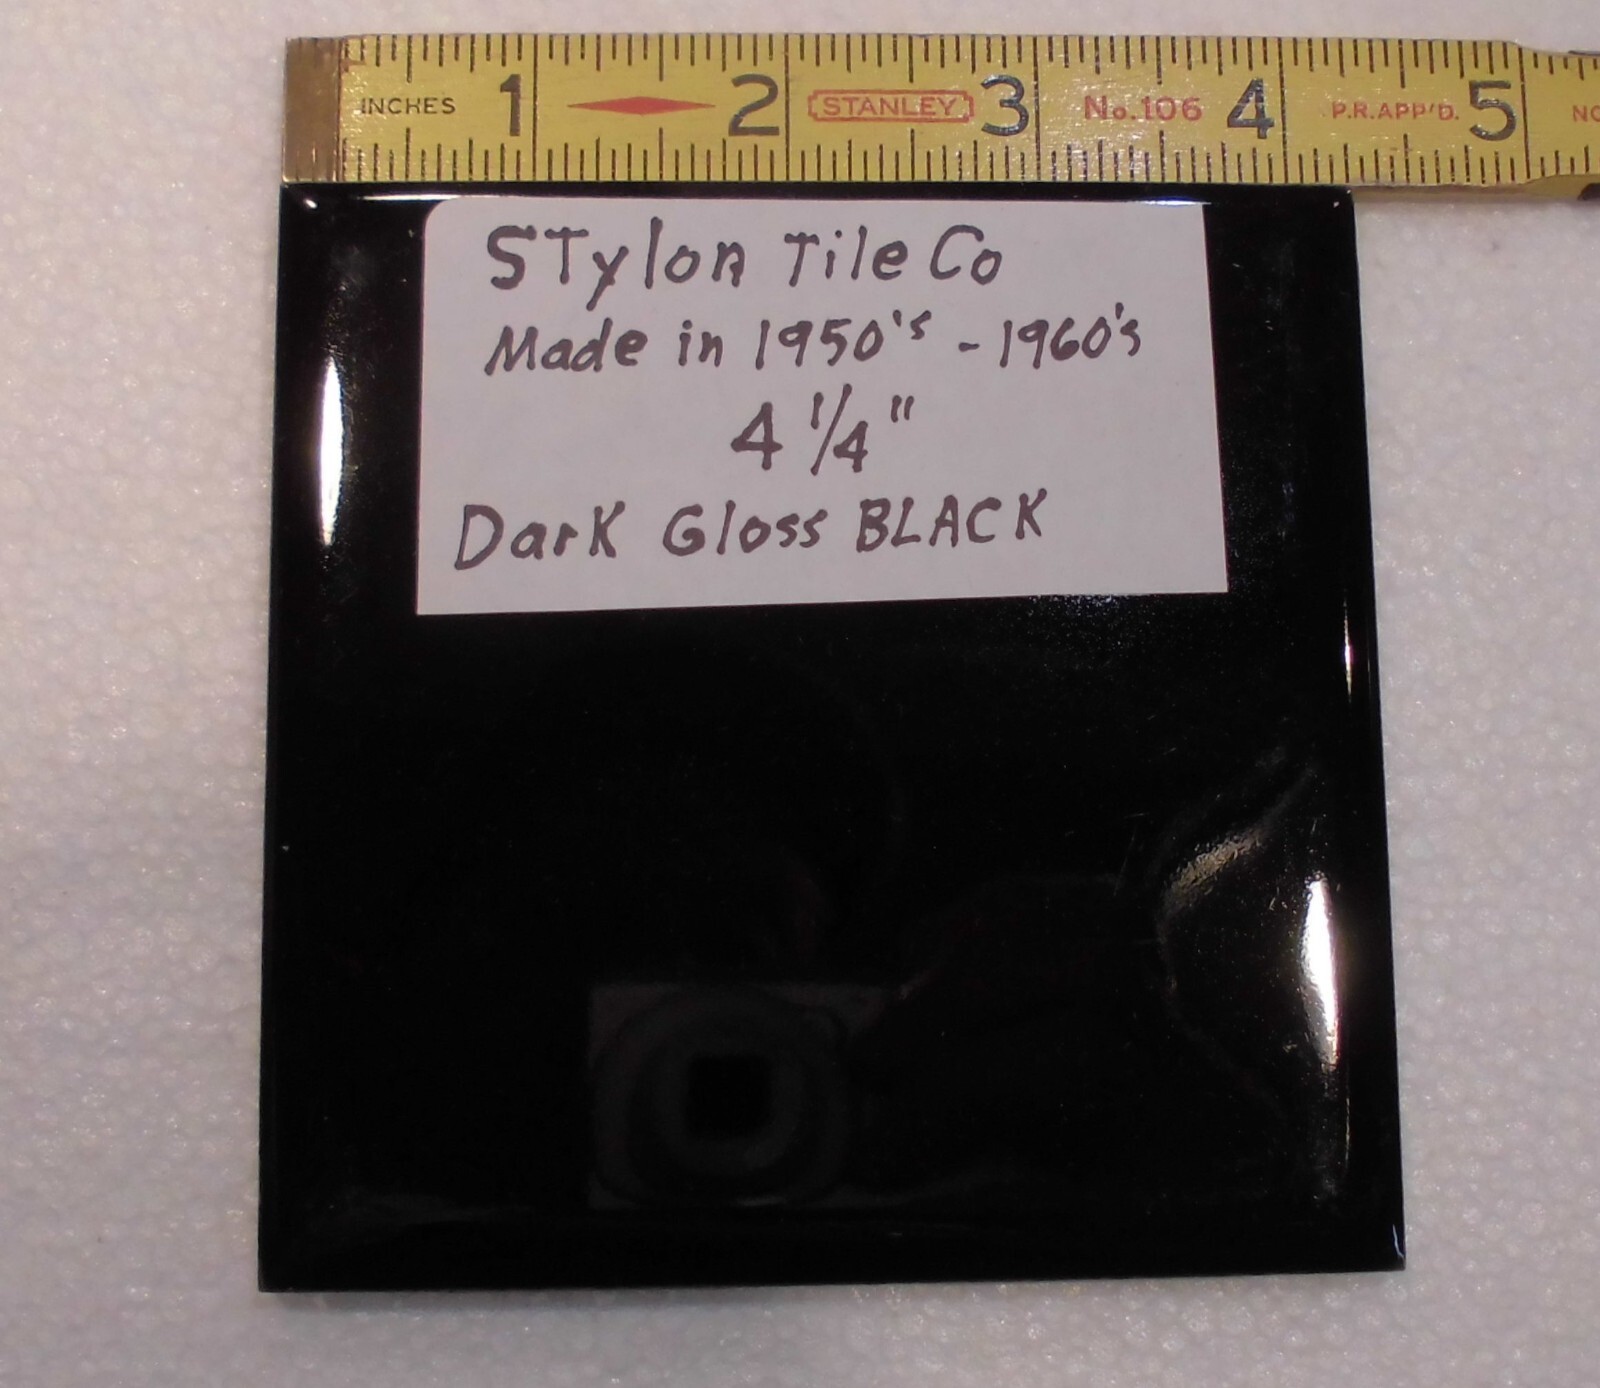 INCHES 1 2 STANLEY 3 No.106 4 P.R.APP'D. 5 NO
STylon Tile Co
Made in 1950's - 1960's
4 1/4"
Dark Gloss BLACK